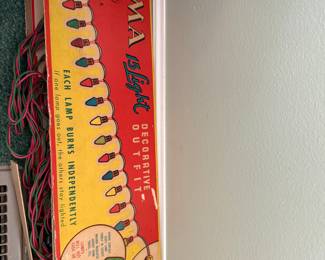 MA
15 Light
DECORATIVE
OUTFIT
EACH LAMP BURNS INDEPENDENTLY
If one lamp goes out, the others stay lighted.